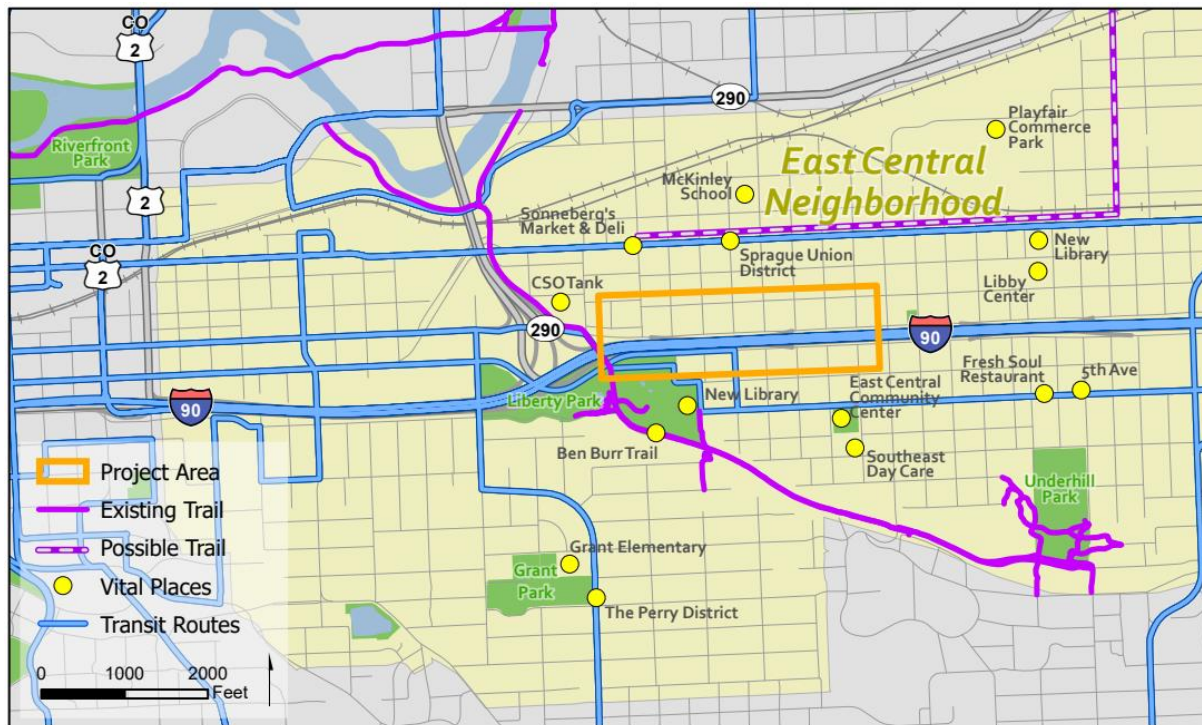 CO
2
290
Playfair
Commerce
Park
Riverfront
Park
East Central
Neighborhood
McKinley
School
2
Sonneberg's
Market & Deli
Sprague Union
District
New
Library
CO
2
CSO Tank
Libby
Center
290
90
Fresh Soul
Restaurant
5th Ave
90
Liberty Park
New Library
East Central
Community
Center
Ben Burr Trail
Southeast
Day Care
Underhill
Park
Project Area
Existing Trail
Possible Trail
Vital Places
Transit Routes
Grant Elementary
Grant
Park
The Perry District
0 1000 2000
Feet